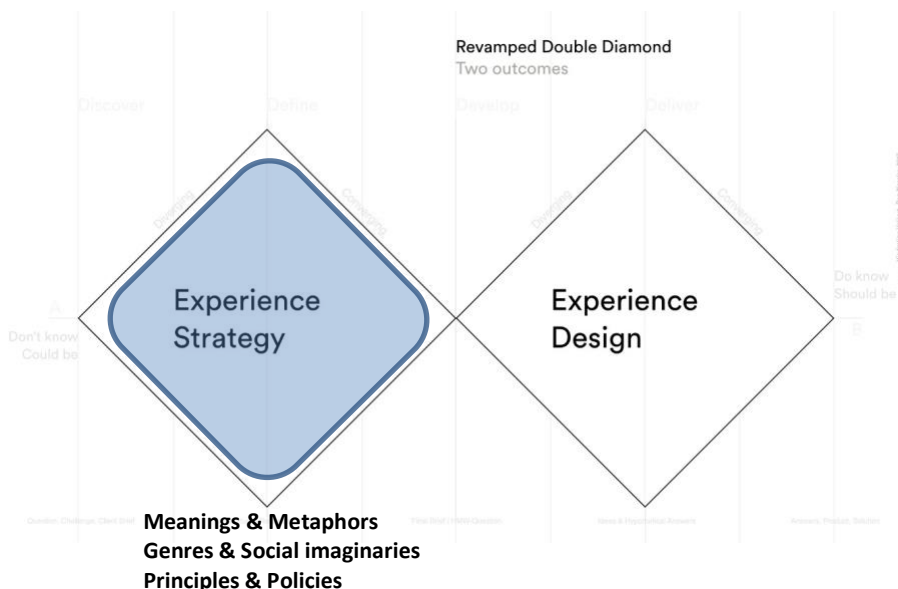 Revamped Double Diamond
Two outcomes
Discover
Define
Develop
Deliver
Diverging
Converging
Diverging
Converging
Experience
Strategy
Experience
Design
A
Don't know
Could be
Do know
Should be
B
Meanings & Metaphors
Genres & Social imaginaries
Principles & Policies